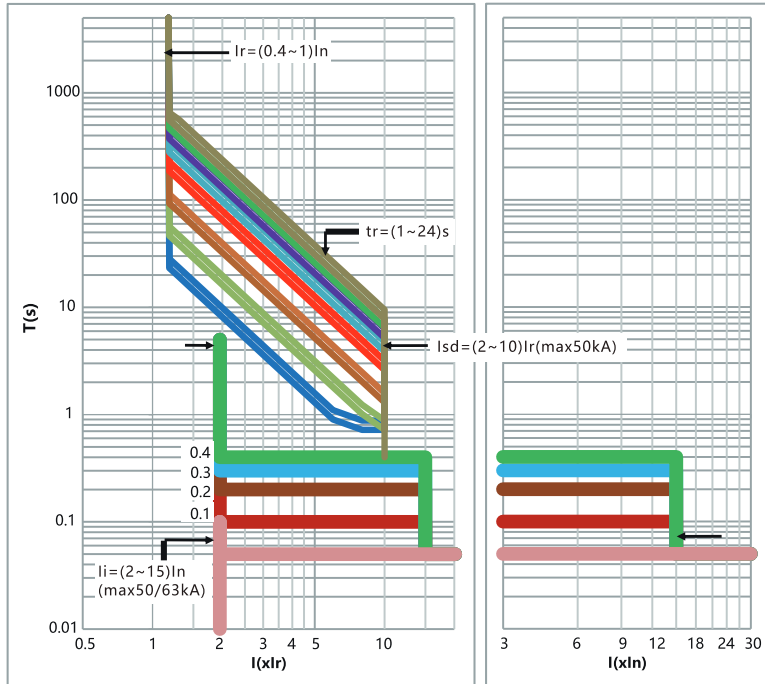 Ir=(0.4~1)In
1000
100
tr=(1~24)s
10
T(s)
Isd=(2~10)Ir(max50kA)
1
0.4
0.3
0.2
0.1
0.1
Ii=(2~15)In
(max50/63kA)
0.01
0.5 1 2 3 4 5 10
I(xIr)
3 6 9 12 18 24 30
I(xIn)